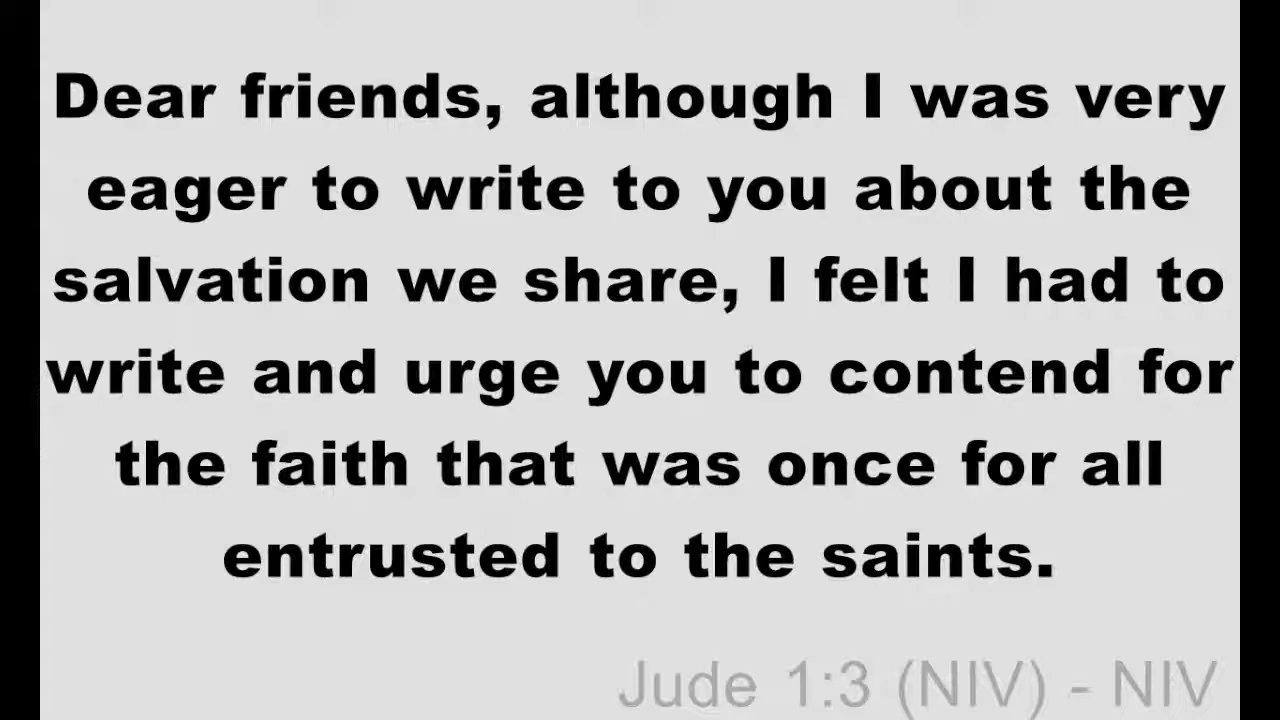 Dear friends, although I was very
eager to write to you about the
salvation we share, I felt I had to
write and urge you to contend for
the faith that was once for all
entrusted to the saints.
Jude 1:3 (NIV) - NIV